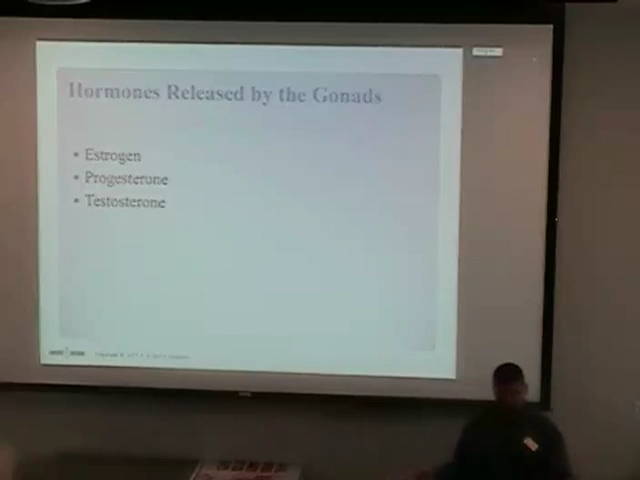 Hormones Released by the Gonads
• Estrogen
• Progesterone
• Testosterone